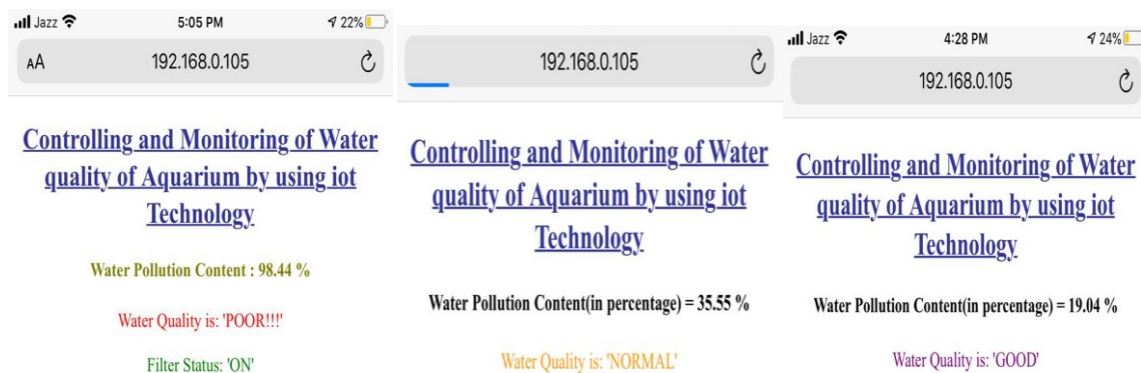 Jazz 5:05 PM 22%
AA 192.168.0.105
Controlling and Monitoring of Water
quality of Aquarium by using iot
Technology
Water Pollution Content : 98.44 %
Water Quality is: 'POOR!!!'
Filter Status: 'ON'
192.168.0.105
Controlling and Monitoring of Water
quality of Aquarium by using iot
Technology
Water Pollution Content(in percentage) = 35.55 %
Water Quality is: 'NORMAL'
Jazz 4:28 PM 24%
192.168.0.105
Controlling and Monitoring of Water
quality of Aquarium by using iot
Technology
Water Pollution Content(in percentage) = 19.04 %
Water Quality is: 'GOOD'